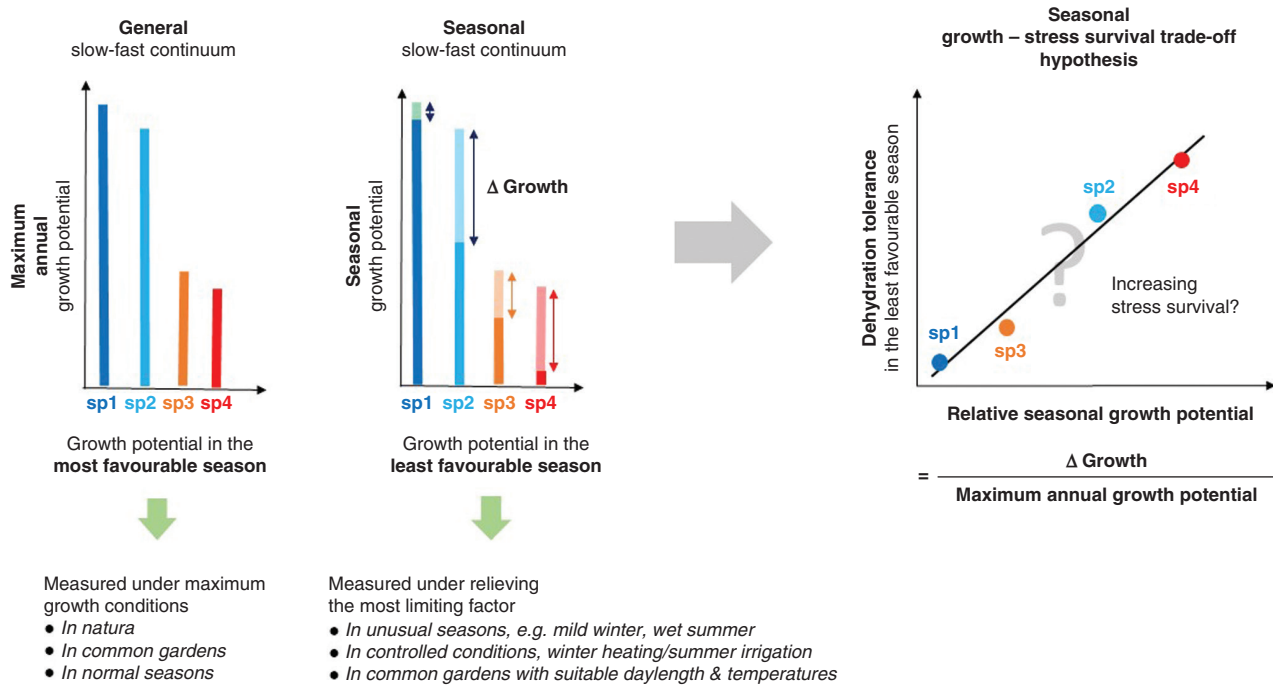 General
slow-fast continuum
Maximum
annual
growth potential
sp1 sp2 sp3 sp4
Growth potential in the
most favourable season
Measured under maximum
growth conditions
● In natura
● In common gardens
● In normal seasons
Seasonal
slow-fast continuum
Seasonal
growth potential
Δ Growth
sp1 sp2 sp3 sp4
Growth potential in the
least favourable season
Measured under relieving
the most limiting factor
● In unusual seasons, e.g. mild winter, wet summer
● In controlled conditions, winter heating/summer irrigation
● In common gardens with suitable daylength & temperatures
Seasonal
growth – stress survival trade-off
hypothesis
Dehydration tolerance
in the least favourable season
sp1
sp3
sp2
sp4
?
Increasing
stress survival?
Relative seasonal growth potential
Δ Growth
=
Maximum annual growth potential